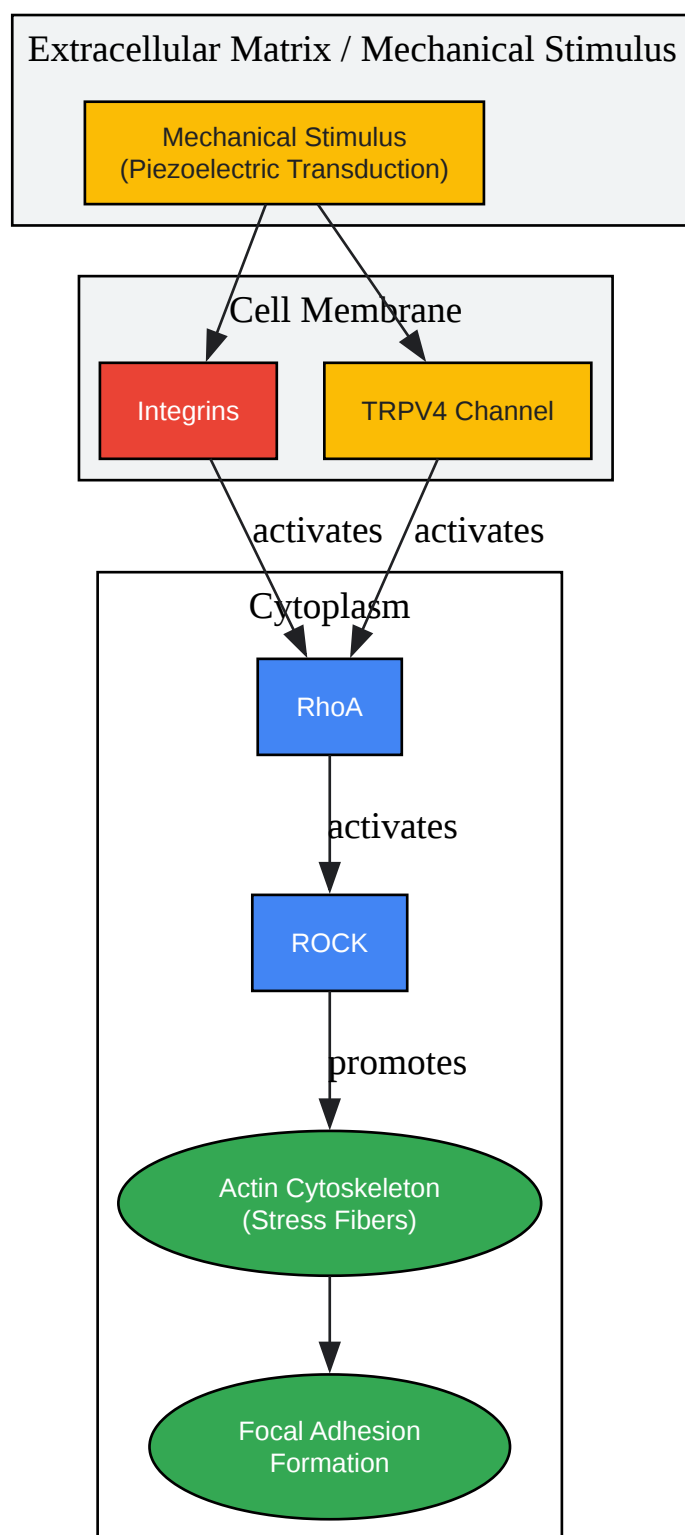 Extracellular Matrix / Mechanical Stimulus
Mechanical Stimulus
(Piezoelectric Transduction)
Cell Membrane
Integrins
TRPV4 Channel
activates
activates
Cytoplasm
RhoA
activates
ROCK
promotes
Actin Cytoskeleton
(Stress Fibers)
Focal Adhesion
Formation